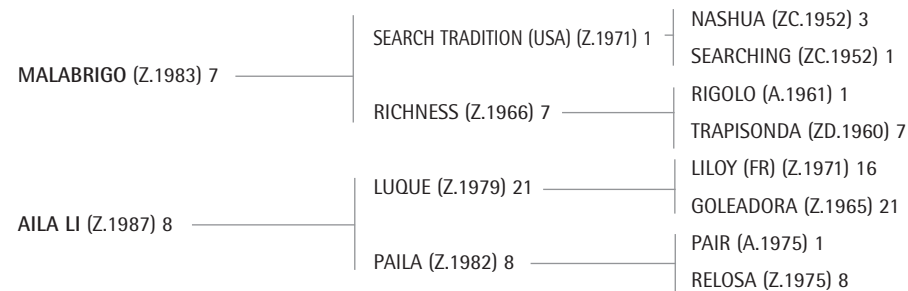 MALABRIGO (Z.1983) 7
SEARCH TRADITION (USA) (Z.1971) 1
NASHUA (ZC.1952) 3
SEARCHING (ZC.1952) 1
RICHNESS (Z.1966) 7
RIGOLO (A.1961) 1
TRAPISONDA (ZD.1960) 7
AILA LI (Z.1987) 8
LUQUE (Z.1979) 21
LILOY (FR) (Z.1971) 16
GOLEADORA (Z.1965) 21
PAILA (Z.1982) 8
PAIR (A.1975) 1
RELOSA (Z.1975) 8